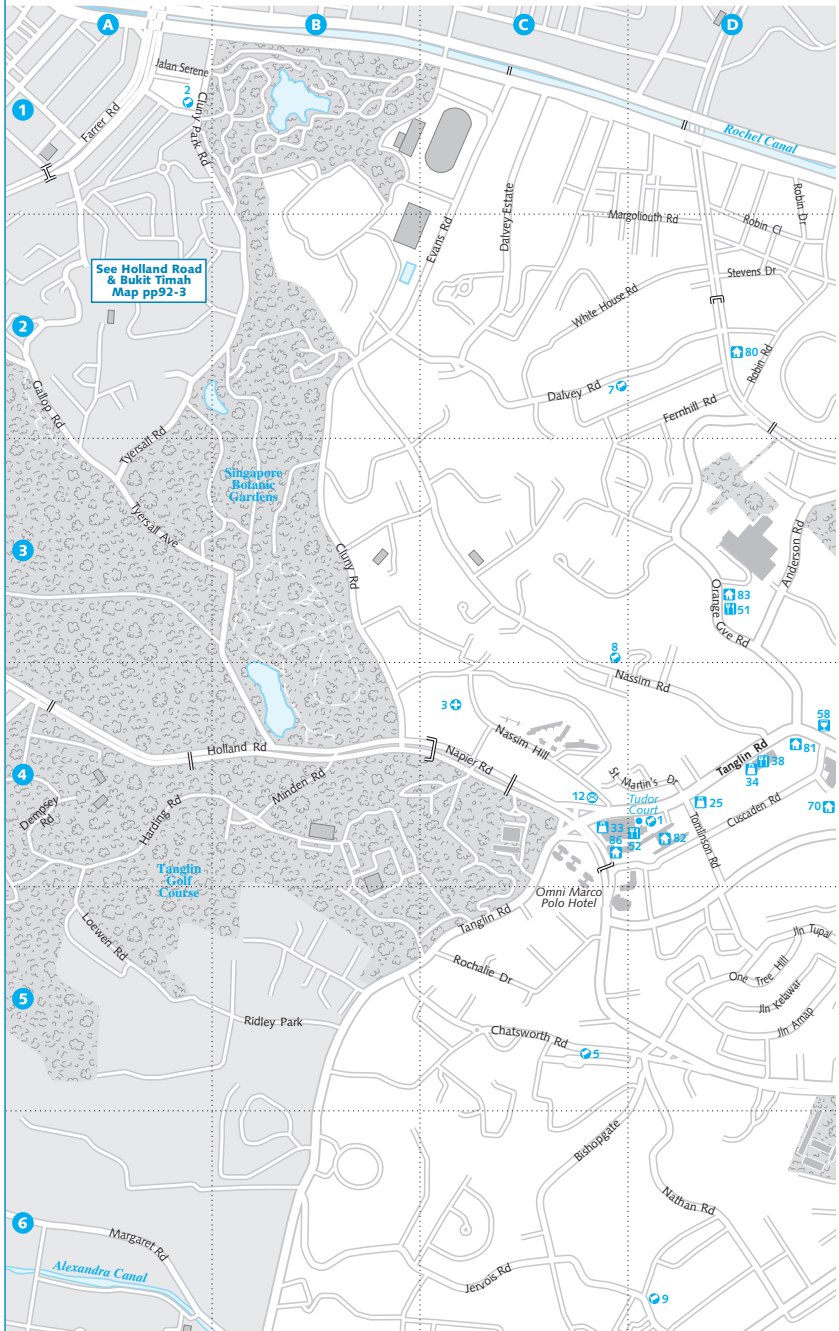 A
B
C
D
Jalan Serene
2
1
Farrer Rd
Cluny Park Rd
Rochel Canal
Evans Rd
Dalvey Estate
Margoliouth Rd
Robin Cl
Robin Dr
See Holland Road
& Bukit Timah
Map pp92-3
Stevens Dr
White House Rd
2
80
Robin Rd
Gallop Rd
Dalvey Rd
7
Fernhill Rd
Tyersall Rd
Singapore
Botanic
Gardens
Tyersall Ave
3
Cluny Rd
Anderson Rd
83
51
Orange Gve Rd
8
Nassim Rd
3
58
Nassim Hill
81
Holland Rd
Napier Rd
Tanglin Rd
38
34
4
Minden Rd
St Martin's Dr
12
Tudor
Court
1
25
70
Dempsey
Rd
Harding Rd
33
52
82
86
Tomlinson Rd
Cuscaden Rd
Tanglin
Golf
Course
Omni Marco
Polo Hotel
Loewen Rd
Tanglin Rd
Jln Tupai
Rochalie Dr
One Tree Hill
Jln Kelawar
Jln Arnap
5
Ridley Park
Chatsworth Rd
5
Bishopgate
Nathan Rd
6
Margaret Rd
Alexandra Canal
Jervois Rd
9